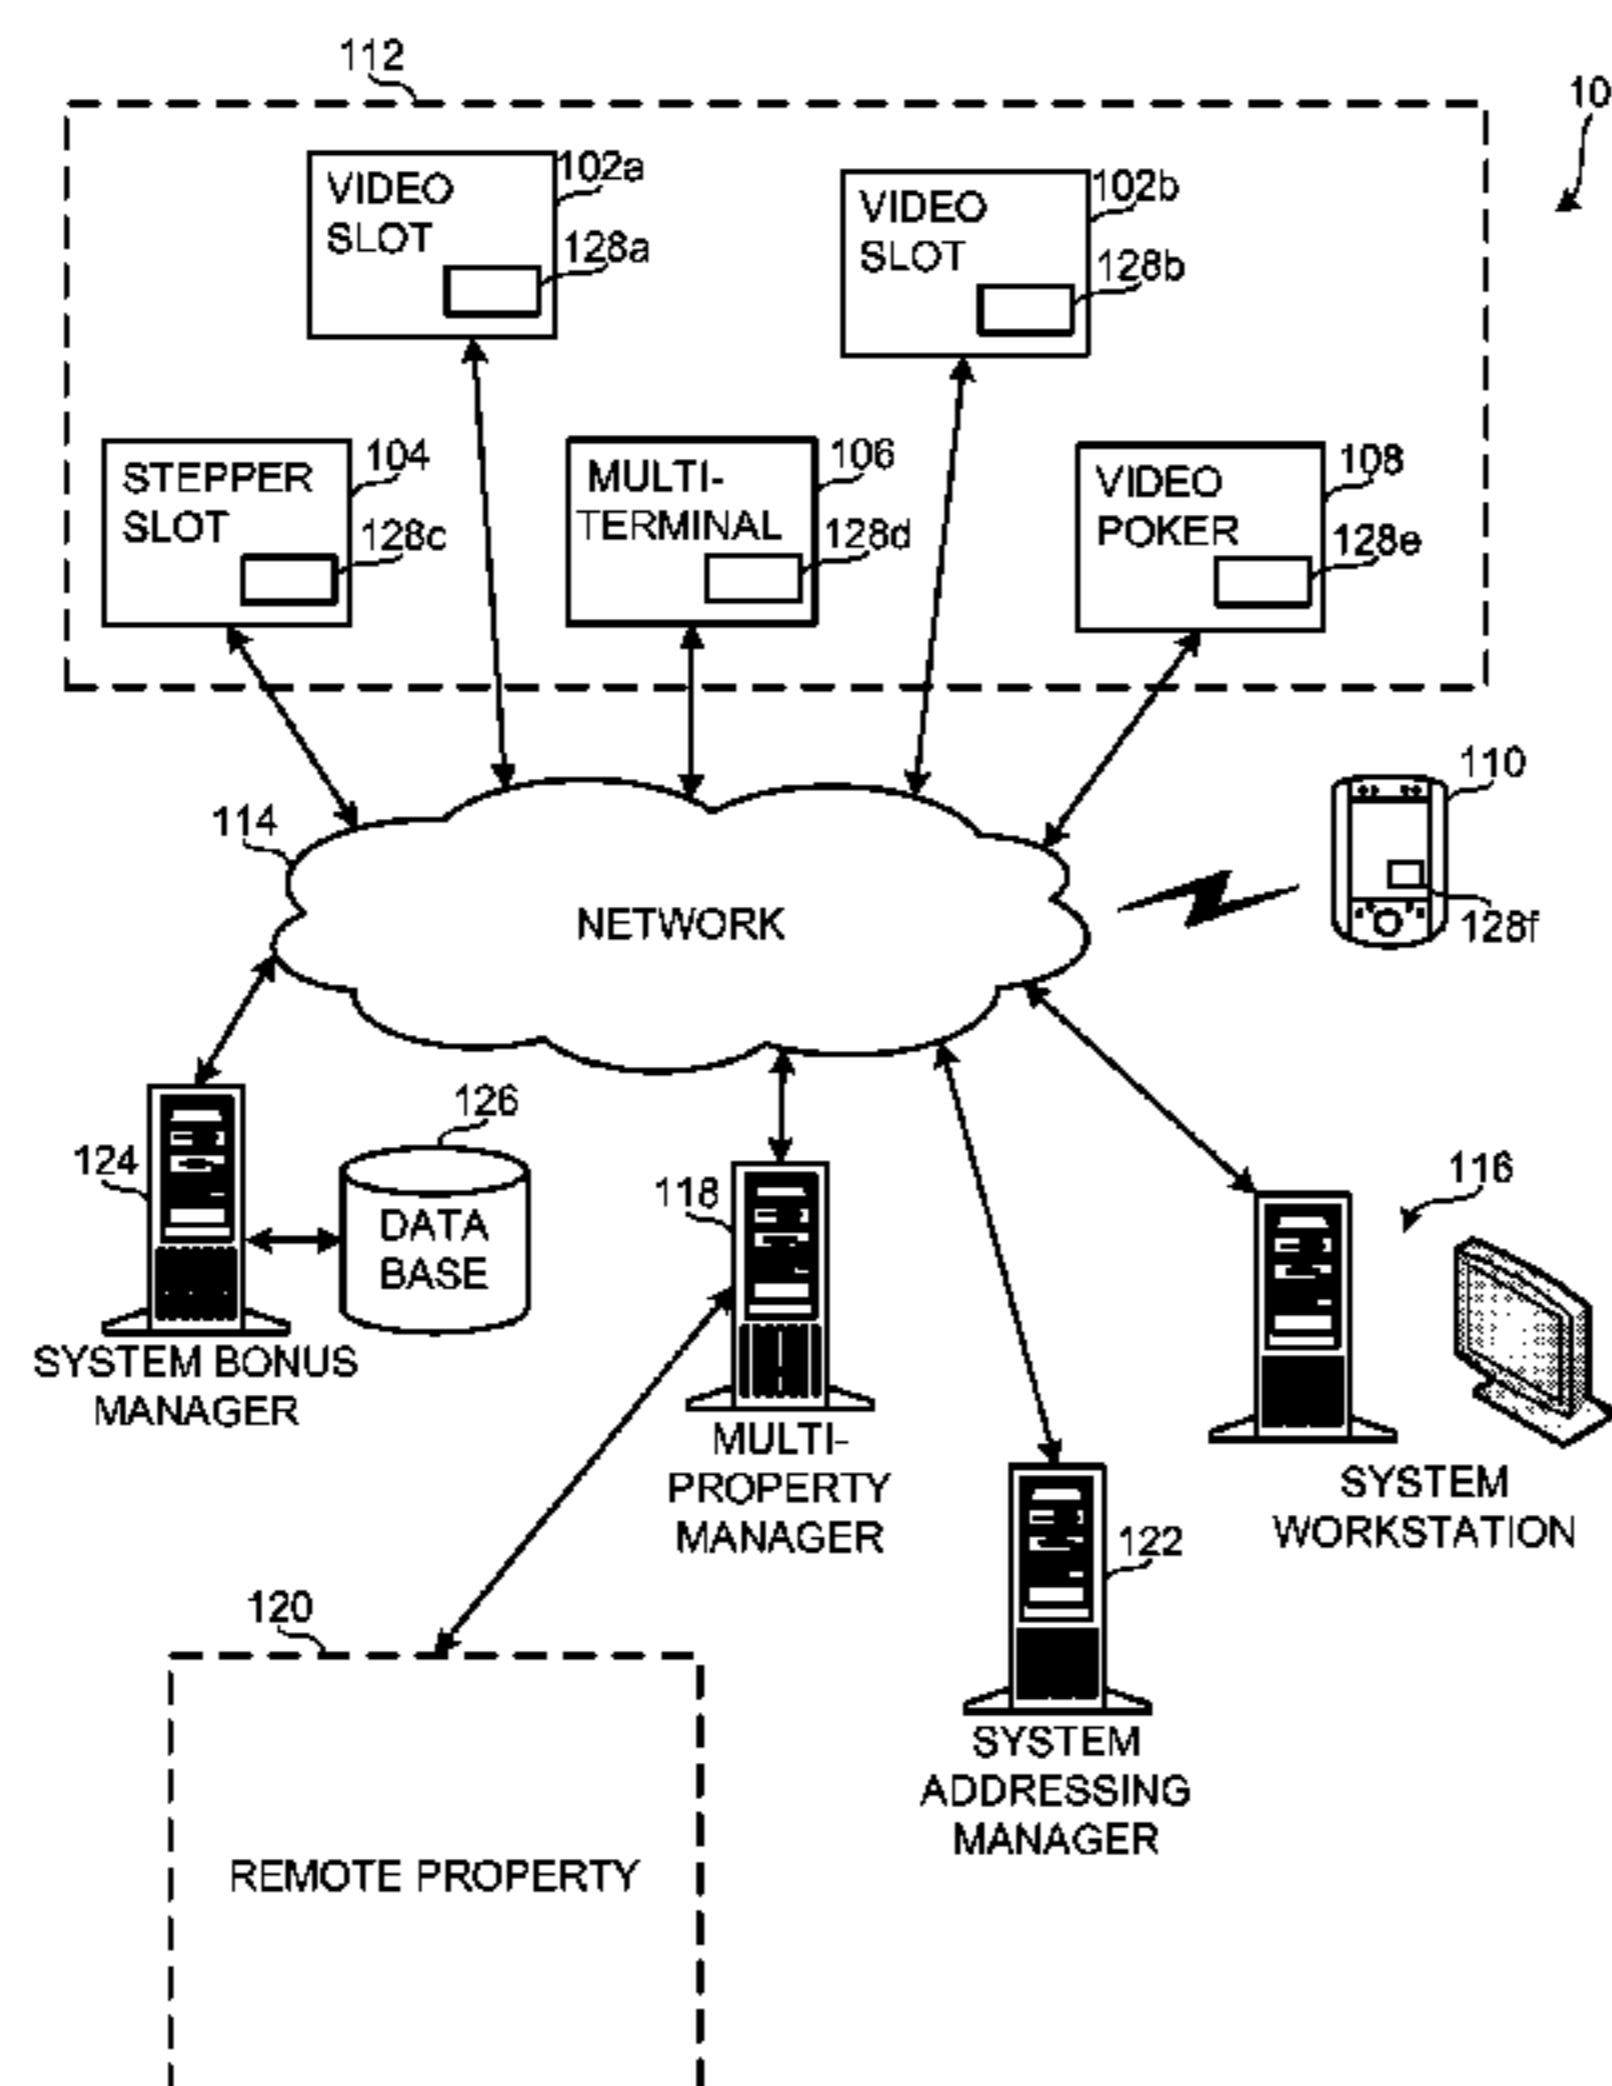 112
10
VIDEO
SLOT
102a
128a
VIDEO
SLOT
102b
128b
STEPPER
SLOT
104
128c
MULTI-
TERMINAL
106
128d
VIDEO
POKER
108
128e
110
128f
114
NETWORK
124
126
DATA
BASE
SYSTEM BONUS
MANAGER
118
MULTI-
PROPERTY
MANAGER
116
SYSTEM
WORKSTATION
122
SYSTEM
ADDRESSING
MANAGER
120
REMOTE PROPERTY